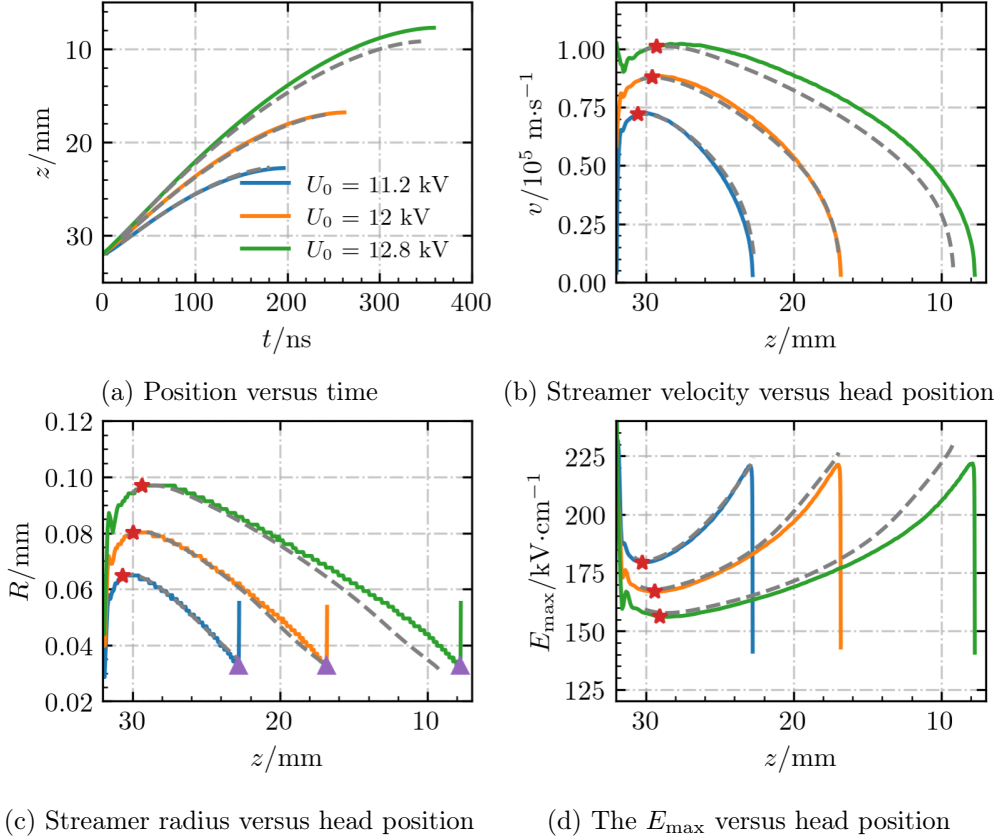 10
20
30
z/mm
0
100
200
300
400
t/ns
U₀ = 11.2 kV
U₀ = 12 kV
U₀ = 12.8 kV
(a) Position versus time
1.00
0.75
0.50
0.25
0.00
v/10⁵ m·s⁻¹
30
20
10
z/mm
(b) Streamer velocity versus head position
0.12
0.10
0.08
0.06
0.04
0.02
R/mm
30
20
10
z/mm
(c) Streamer radius versus head position
225
200
175
150
125
E_max/kV·cm⁻¹
30
20
10
z/mm
(d) The E_max versus head position